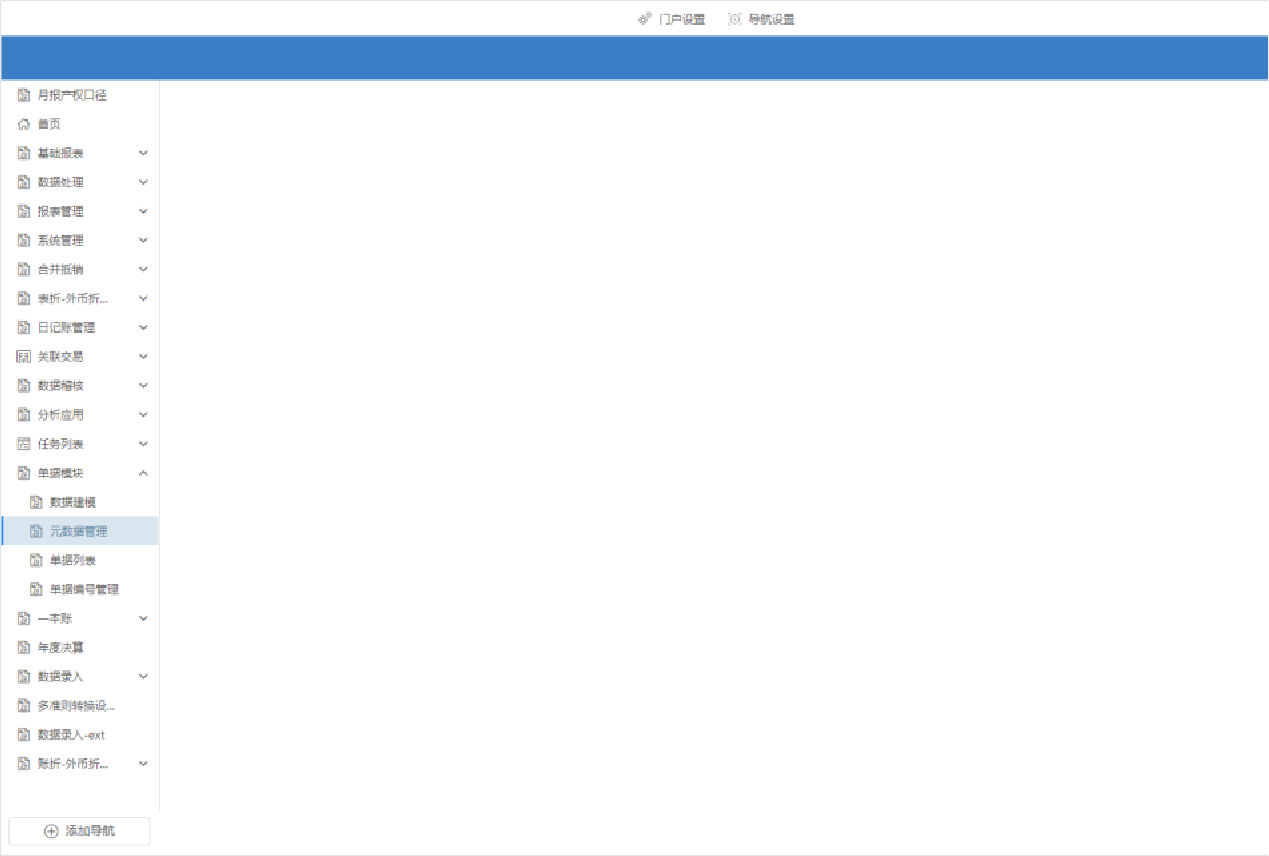 门户设置 导航设置
月报产权口径
首页
基础报表
数据处理
报表管理
系统管理
合并抵销
表折-外币折...
日记账管理
关联交易
数据稽核
分析应用
任务列表
单据模块
数据建模
元数据管理
单据列表
单据编号管理
一本账
年度决算
数据录入
多准则转换设...
数据录入-ext
账折-外币折...
添加导航